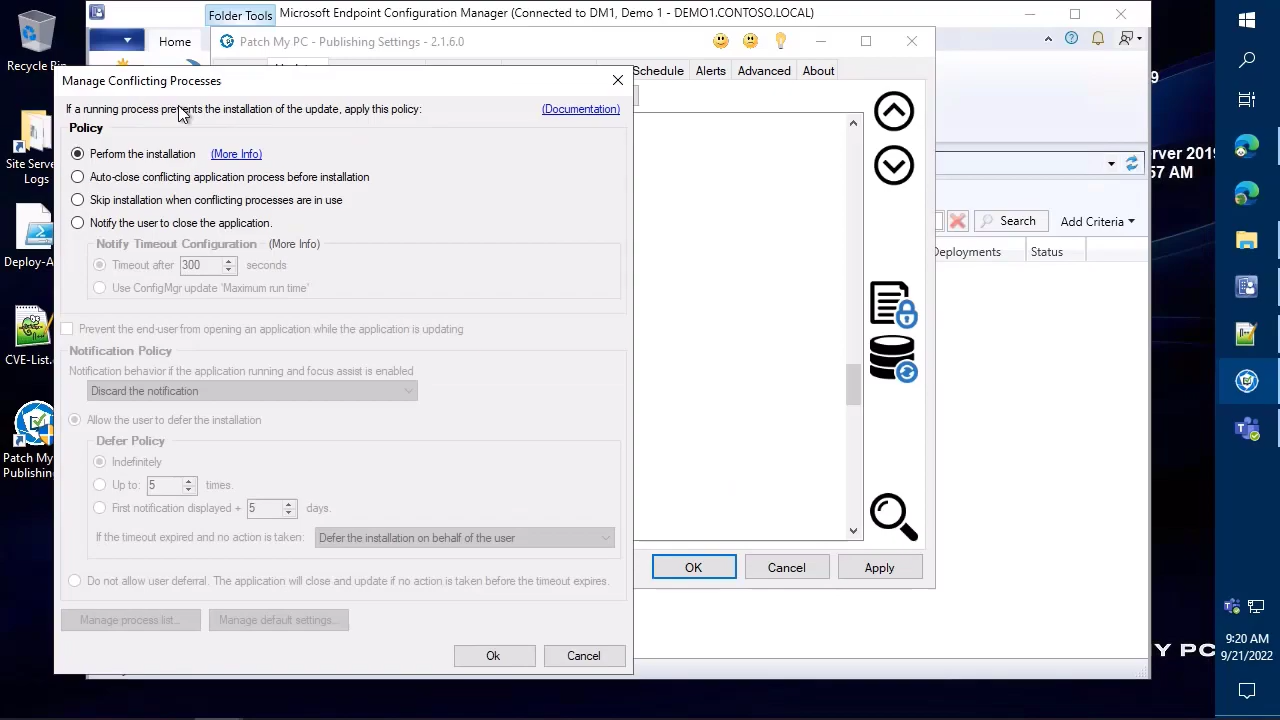 Folder Tools
Microsoft Endpoint Configuration Manager (Connected to DM1, Demo 1 - DEMO1.CONTOSO.LOCAL)
Home
Patch My PC - Publishing Settings - 2.1.6.0
Recycle Bin
Schedule
Alerts
Advanced
About
Manage Conflicting Processes
If a running process prevents the installation of the update, apply this policy:
(Documentation)
Policy
Perform the installation
(More Info)
Auto-close conflicting application process before installation
Skip installation when conflicting processes are in use
Notify the user to close the application.
Notify Timeout Configuration
(More Info)
Timeout after
300
seconds
Use ConfigMgr update 'Maximum run time'
Prevent the end-user from opening an application while the application is updating
Notification Policy
Notification behavior if the application running and focus assist is enabled
Discard the notification
Allow the user to defer the installation
Defer Policy
Indefinitely
Up to:
5
times.
First notification displayed +
5
days.
If the timeout expired and no action is taken:
Defer the installation on behalf of the user
Do not allow user deferral. The application will close and update if no action is taken before the timeout expires.
Manage process list...
Manage default settings...
Ok
Cancel
OK
Cancel
Apply
Search
Add Criteria
Deployments
Status
Site Server
Logs
Deploy-A
CVE-List.
Patch My
Publishing
9
rver 2019
57 AM
Y PC
9:20 AM
9/21/2022